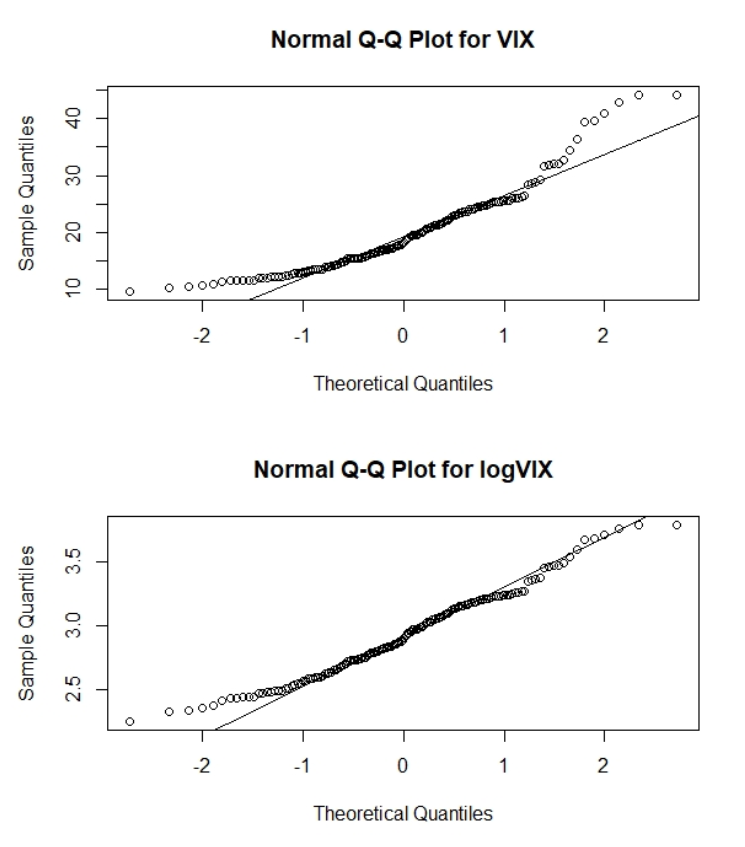 Normal Q-Q Plot for VIX
40
30
20
10
Sample Quantiles
-2 -1 0 1 2
Theoretical Quantiles
Normal Q-Q Plot for logVIX
3.5
3.0
2.5
Sample Quantiles
-2 -1 0 1 2
Theoretical Quantiles